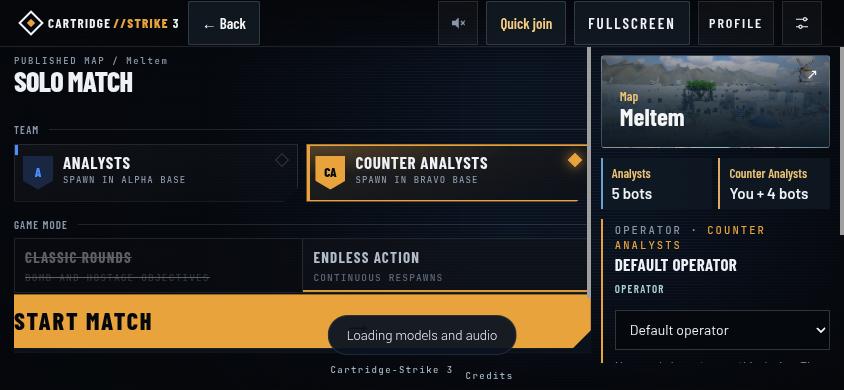 CARTRIDGE//STRIKE 3
← Back
Quick join
FULLSCREEN
PROFILE
PUBLISHED MAP / Meltem
SOLO MATCH
TEAM
A
ANALYSTS
SPAWN IN ALPHA BASE
CA
COUNTER ANALYSTS
SPAWN IN BRAVO BASE
GAME MODE
CLASSIC ROUNDS
BOMB AND HOSTAGE OBJECTIVES
ENDLESS ACTION
CONTINUOUS RESPAWNS
START MATCH
Loading models and audio
Cartridge-Strike 3
Credits
Map
Meltem
Analysts
5 bots
Counter Analysts
You + 4 bots
OPERATOR · COUNTER
ANALYSTS
DEFAULT OPERATOR
OPERATOR
Default operator